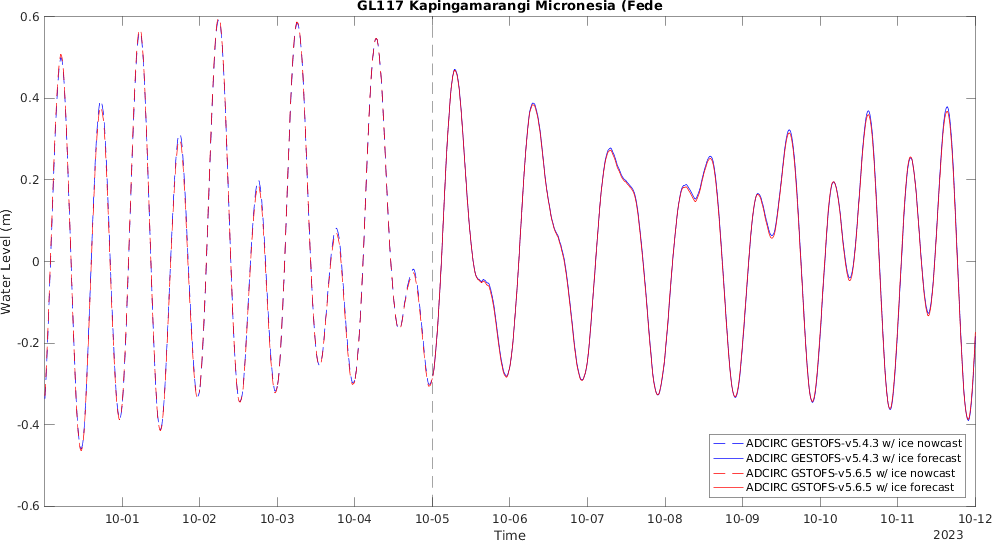 GL117 Kapingamarangi Micronesia (Fede
0.6
0.4
0.2
0
-0.2
-0.4
-0.6
Water Level (m)
10-01 10-02 10-03 10-04 10-05 10-06 10-07 10-08 10-09 10-10 10-11 10-12
Time
2023
ADCIRC GESTOFS-v5.4.3 w/ ice nowcast
ADCIRC GESTOFS-v5.4.3 w/ ice forecast
ADCIRC GSTOFS-v5.6.5 w/ ice nowcast
ADCIRC GSTOFS-v5.6.5 w/ ice forecast